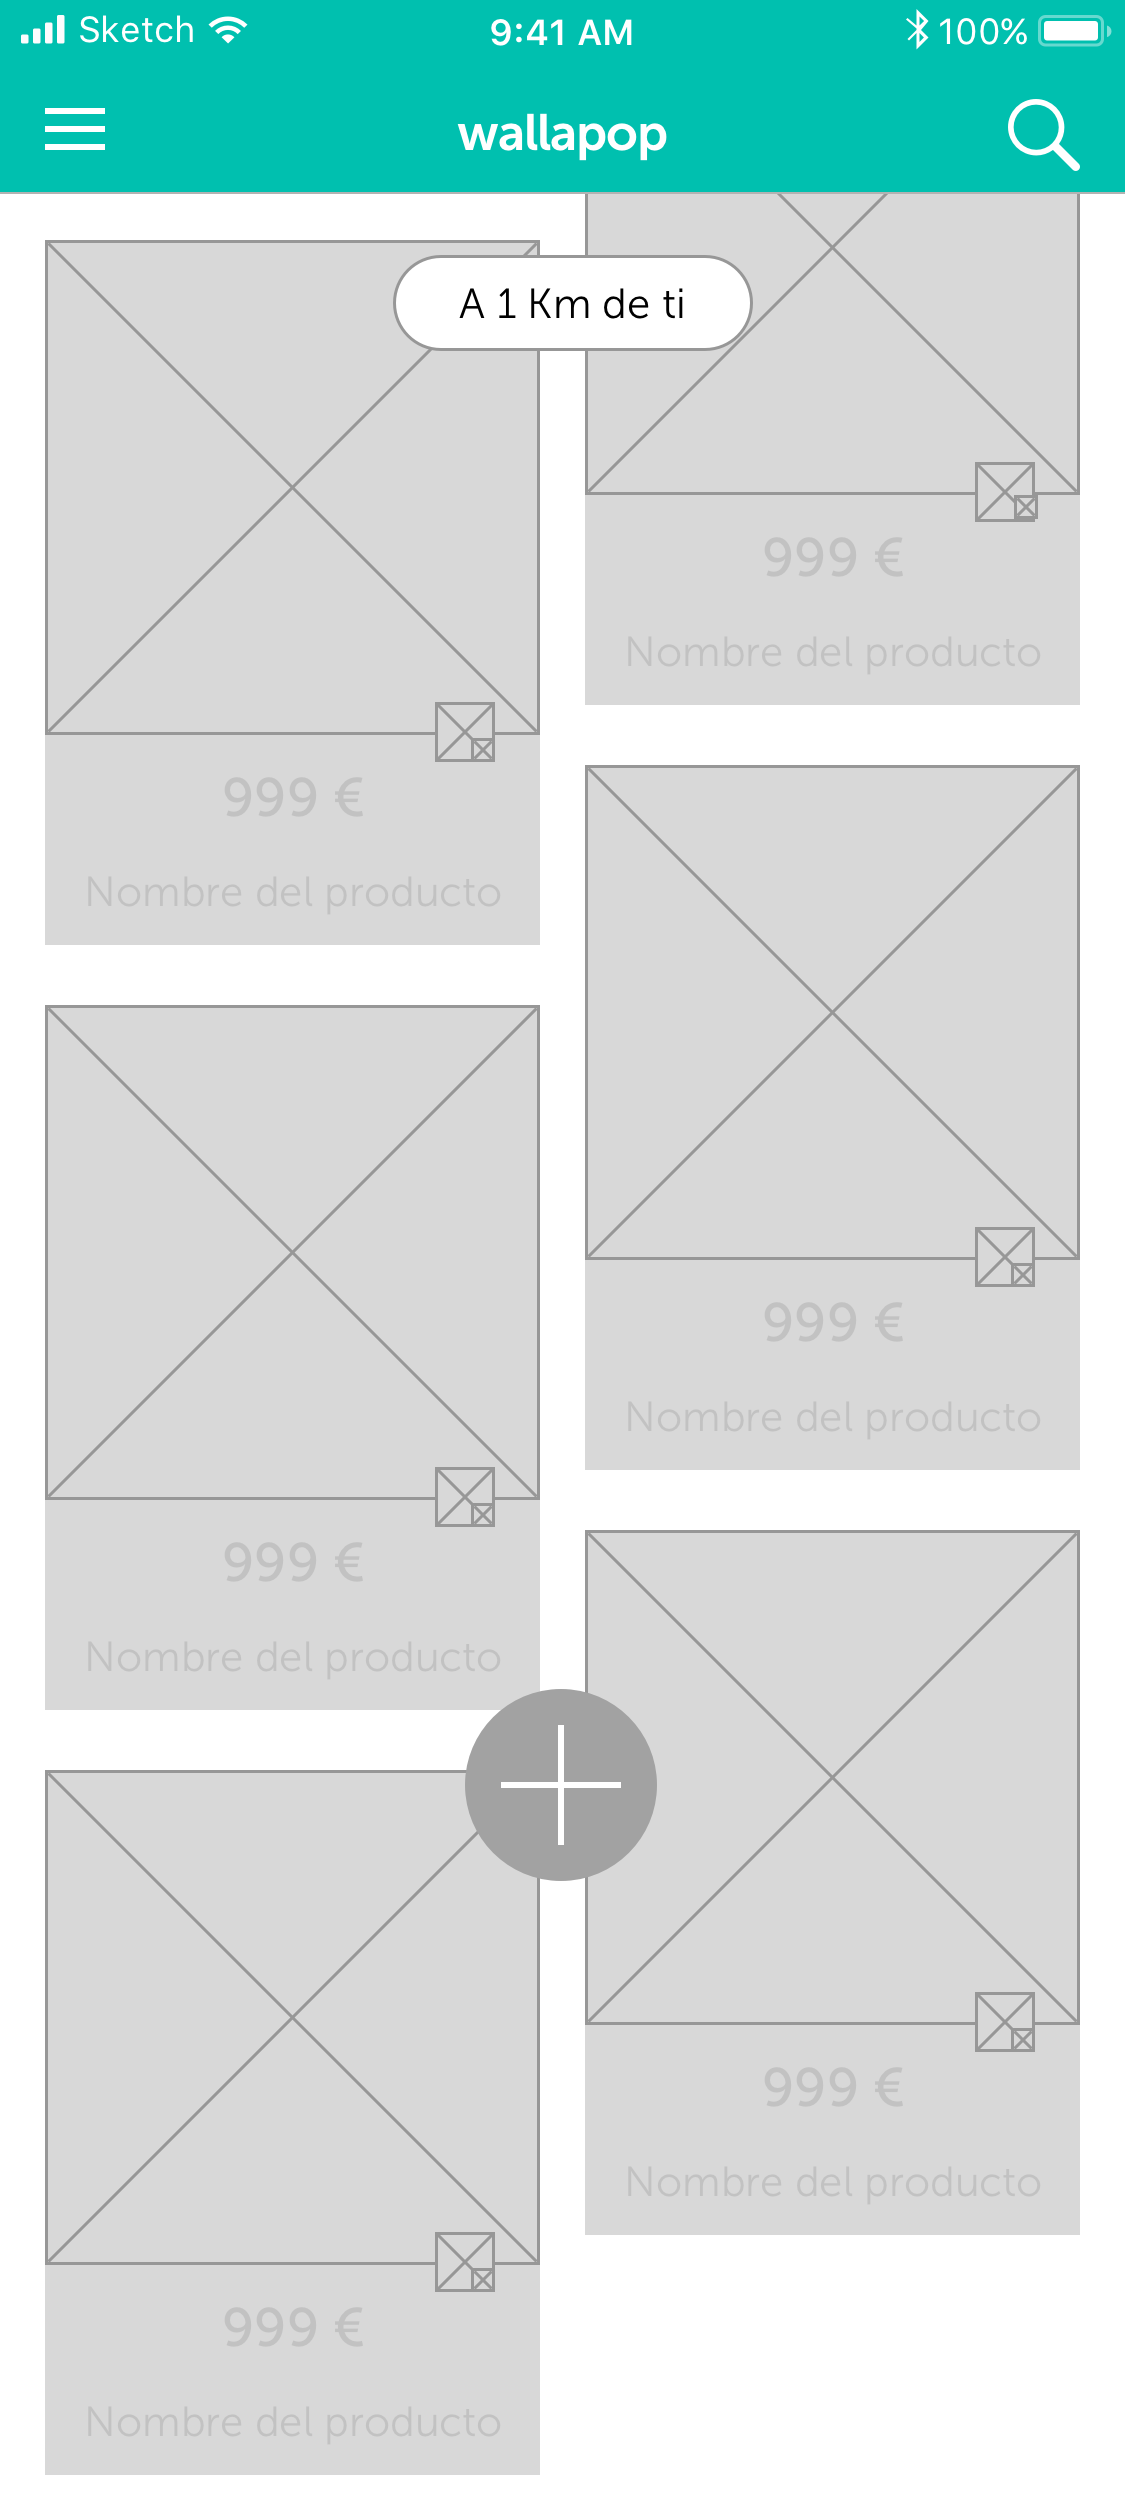 Sketch 9:41 AM 100%
wallapop
A 1 Km de ti
999 €
Nombre del producto
999 €
Nombre del producto
999 €
Nombre del producto
999 €
Nombre del producto
999 €
Nombre del producto
999 €
Nombre del producto